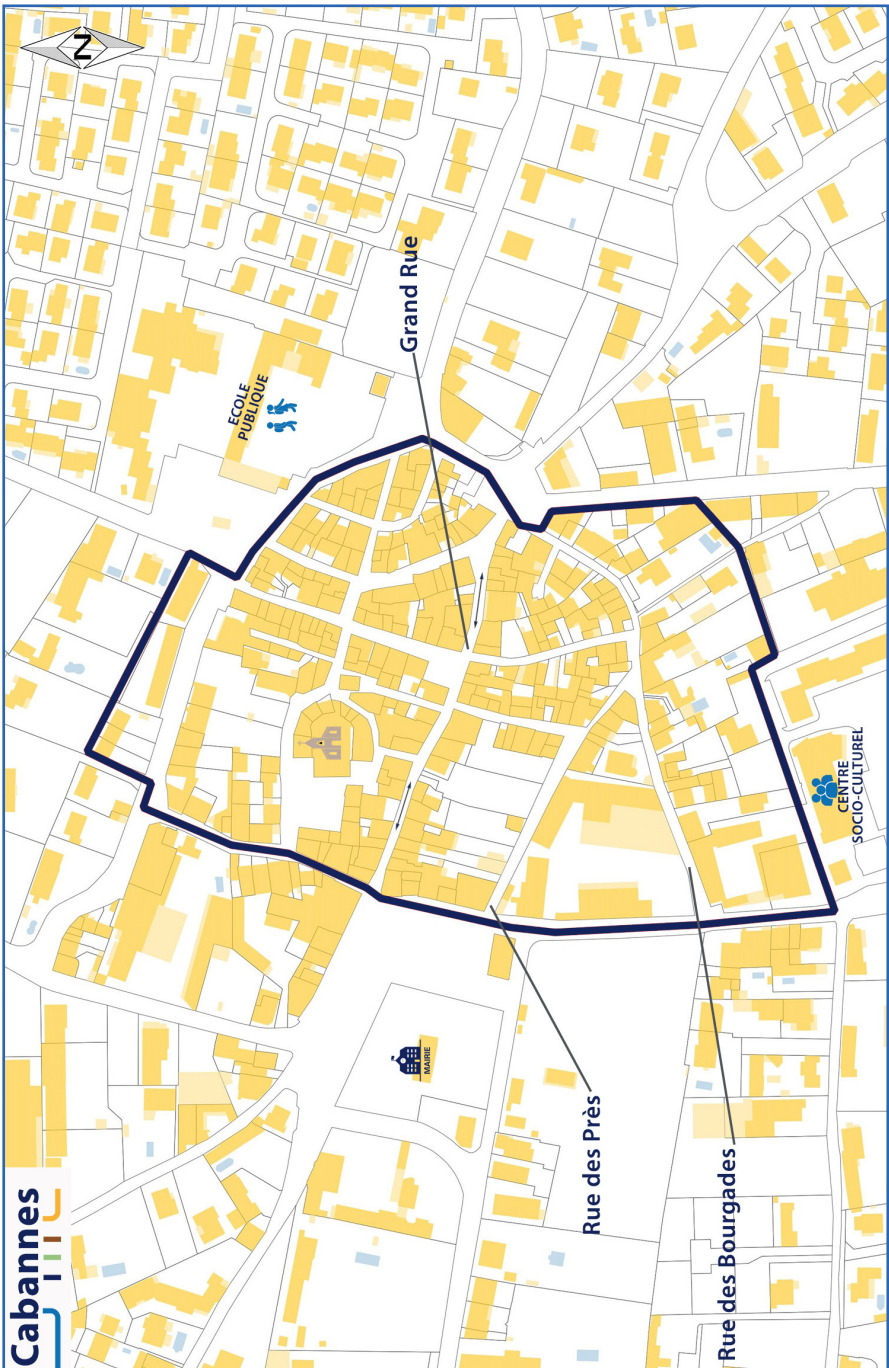 Cabannes
N
ECOLE
PUBLIQUE
Grand Rue
MAIRIE
Rue des Près
Rue des Bourgades
CENTRE
SOCIO-CULTUREL